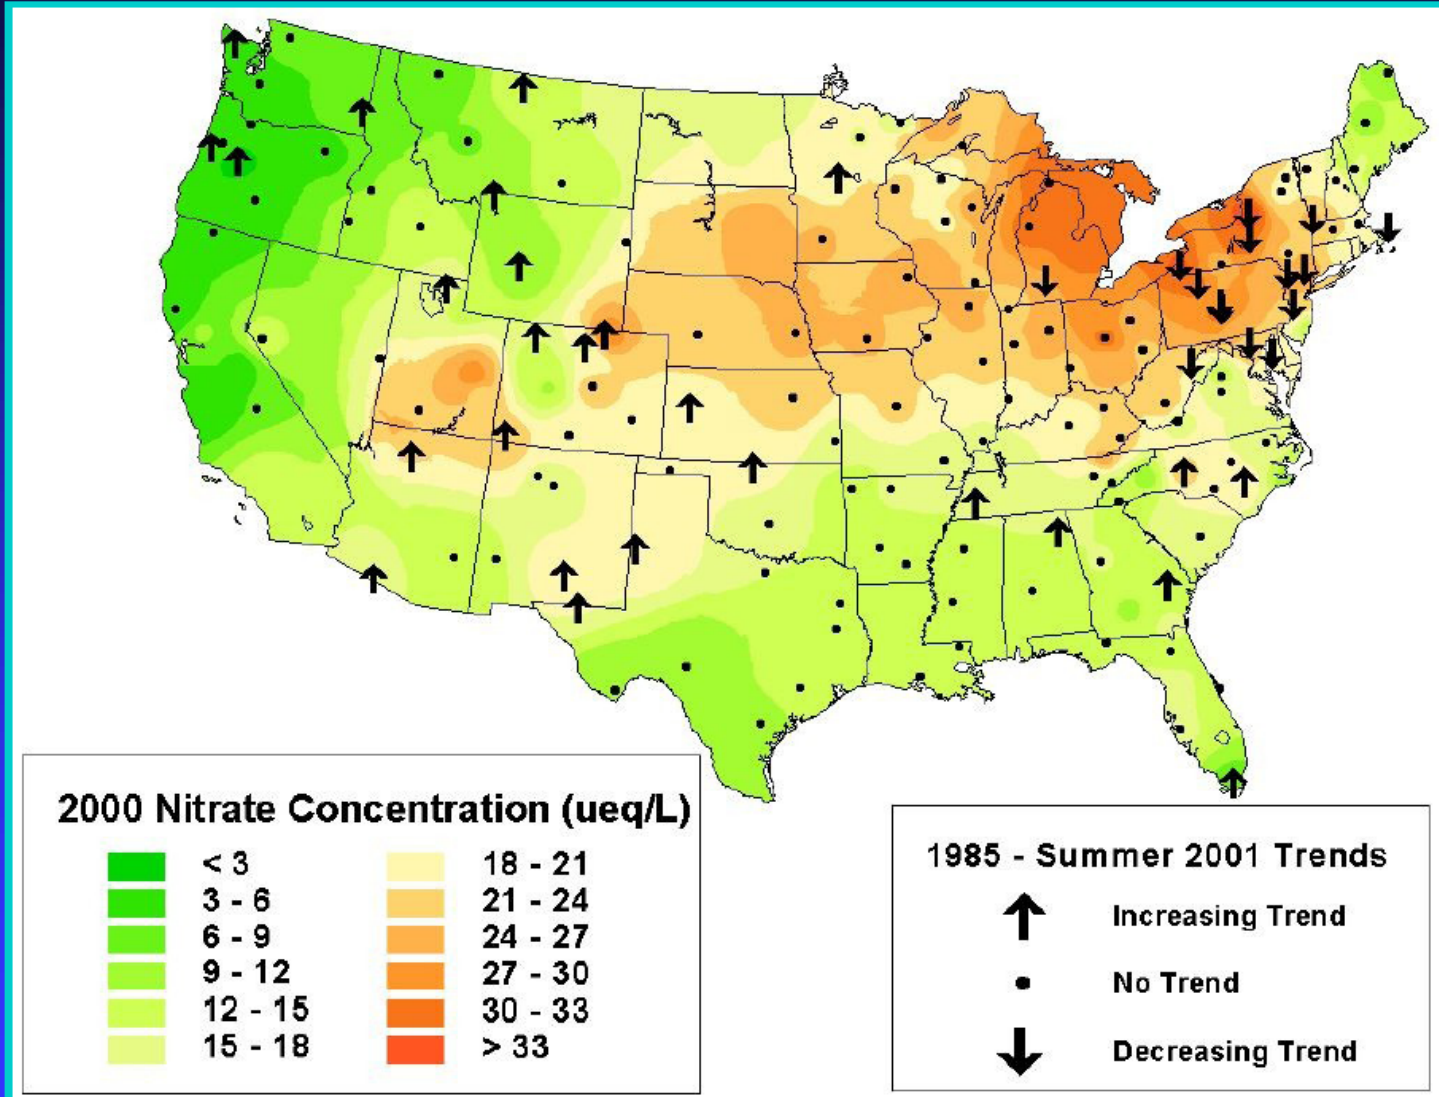 2000 Nitrate Concentration (ueq/L)
< 3
3 - 6
6 - 9
9 - 12
12 - 15
15 - 18
18 - 21
21 - 24
24 - 27
27 - 30
30 - 33
> 33
1985 - Summer 2001 Trends
Increasing Trend
No Trend
Decreasing Trend